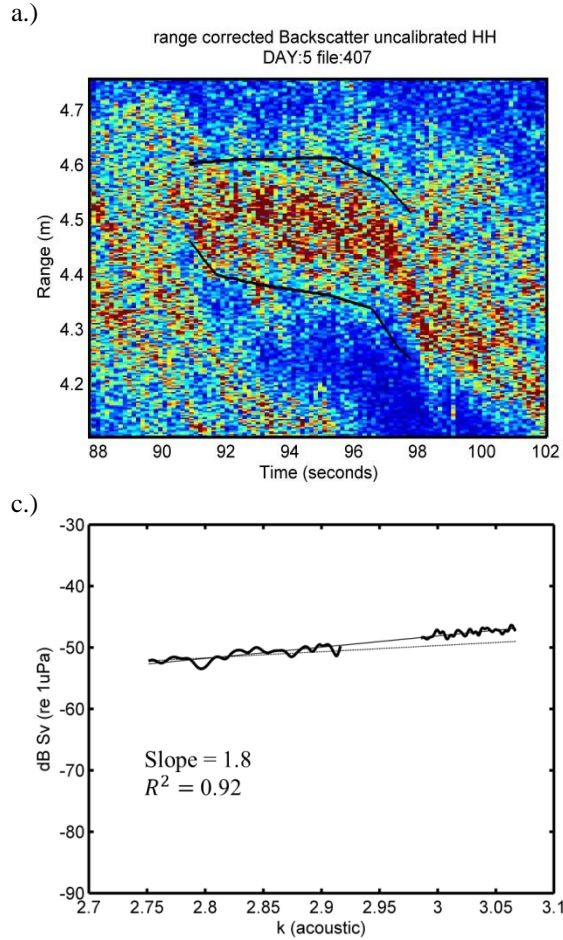 a.)
range corrected Backscatter uncalibrated HH
DAY:5 file:407
4.7
4.6
4.5
4.4
4.3
4.2
Range (m)
88 90 92 94 96 98 100 102
Time (seconds)
c.)
-30
-40
-50
-60
-70
-80
-90
dB Sv (re 1uPa)
Slope = 1.8
R² = 0.92
2.7 2.75 2.8 2.85 2.9 2.95 3 3.05 3.1
k (acoustic)